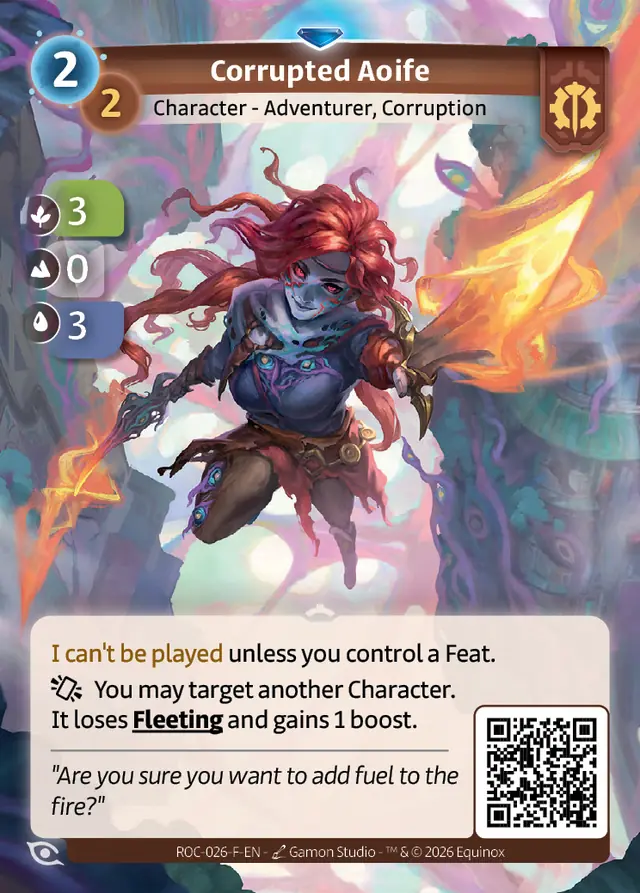 2
Corrupted Aoife
2
Character - Adventurer, Corruption
3
0
3
I can't be played unless you control a Feat.
You may target another Character.
It loses Fleeting and gains 1 boost.
"Are you sure you want to add fuel to the
fire?"
ROC-026-F-EN - Gamon Studio - ™ & © 2026 Equinox